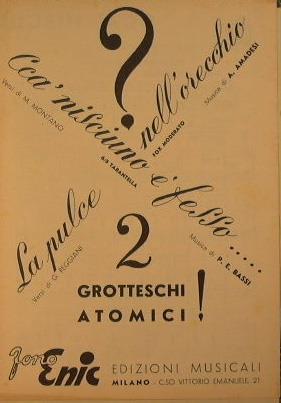 ?
Cca' nisciuno è fesso.....
Versi di M. MONTANO
6/8 TARANTELLA
Musica di P. E. BASSI
La pulce nell'orecchio
Versi di G. REGGIANI
FOX MODERATO
Musica di A. AMADESI
2
GROTTESCHI
ATOMICI !
fono Enic
EDIZIONI MUSICALI
MILANO - C.SO VITTORIO EMANUELE, 21